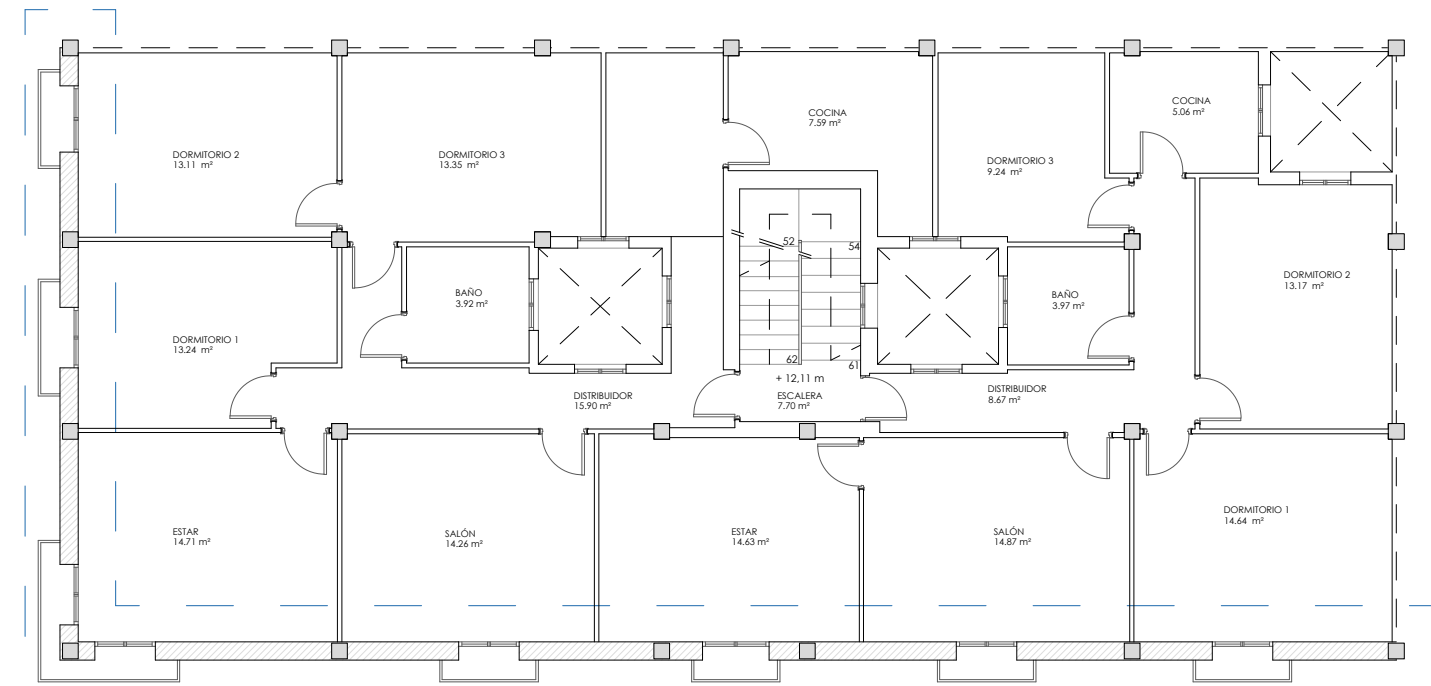 COCINA
7.59 m²
COCINA
5.06 m²
DORMITORIO 2
13.11 m²
DORMITORIO 3
13.35 m²
DORMITORIO 3
9.24 m²
52
54
DORMITORIO 2
13.17 m²
BAÑO
3.92 m²
BAÑO
3.97 m²
DORMITORIO 1
13.24 m²
62
61
+ 12,11 m
DISTRIBUIDOR
15.90 m²
ESCALERA
7.70 m²
DISTRIBUIDOR
8.67 m²
DORMITORIO 1
14.64 m²
ESTAR
14.71 m²
SALÓN
14.26 m²
ESTAR
14.63 m²
SALÓN
14.87 m²